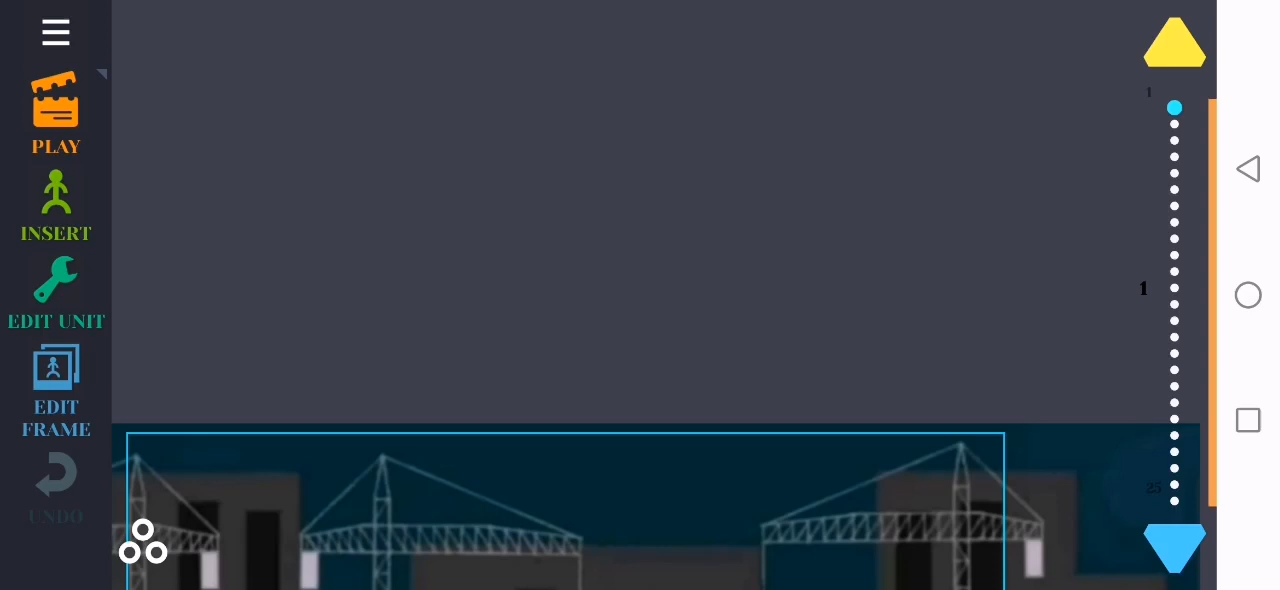 PLAY
INSERT
EDIT UNIT
EDIT
FRAME
UNDO
1
1
25